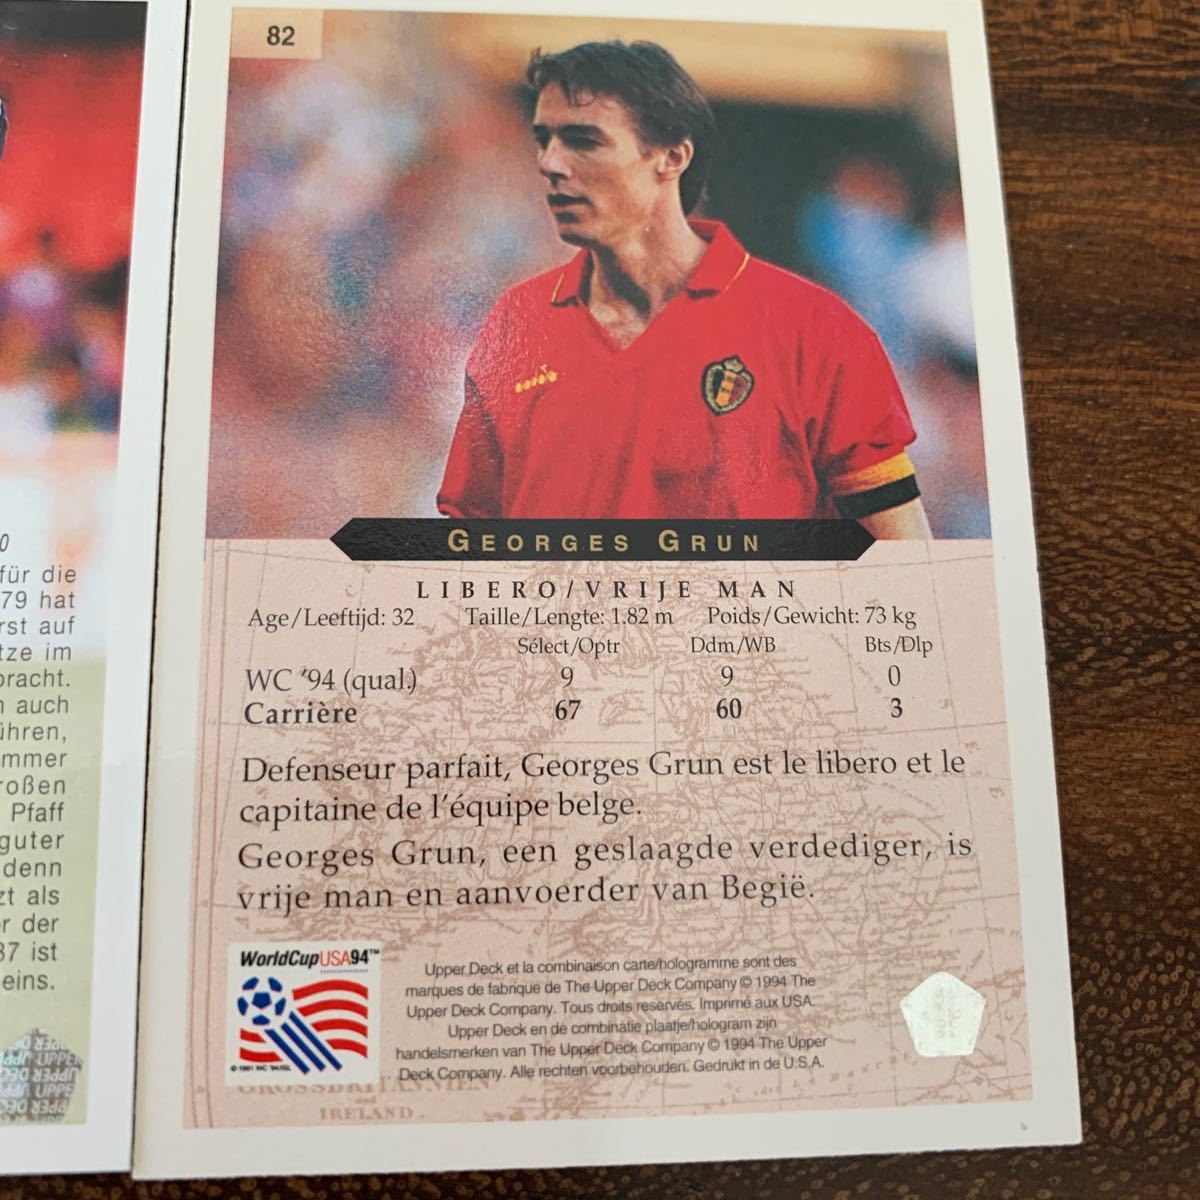 82
GEORGES GRUN
LIBERO/VRIJE MAN
Age/Leeftijd: 32 Taille/Lengte: 1.82 m Poids/Gewicht: 73 kg
Sélect/Optr Ddm/WB Bts/Dlp
WC '94 (qual.) 9 9 0
Carrière 67 60 3
Defenseur parfait, Georges Grun est le libero et le
capitaine de l'équipe belge.
Georges Grun, een geslaagde verdediger, is
vrije man en aanvoerder van Begië.
WorldCupUSA94™
Upper Deck et la combinaison carte/hologramme sont des
marques de fabrique de The Upper Deck Company © 1994 The
Upper Deck Company. Tous droits reservés. Imprimé aux USA.
Upper Deck en de combinatie plaatje/hologram zijn
handelsmerken van The Upper Deck Company © 1994 The Upper
Deck Company. Alle rechten voorbehouden. Gedrukt in de U.S.A.
GROSSBRITANNIEN
IRELAND.
0
für die
79 hat
rst auf
tze im
bracht.
n auch
ühren,
mmer
roßen
Pfaff
guter
denn
zt als
er der
87 ist
eins.